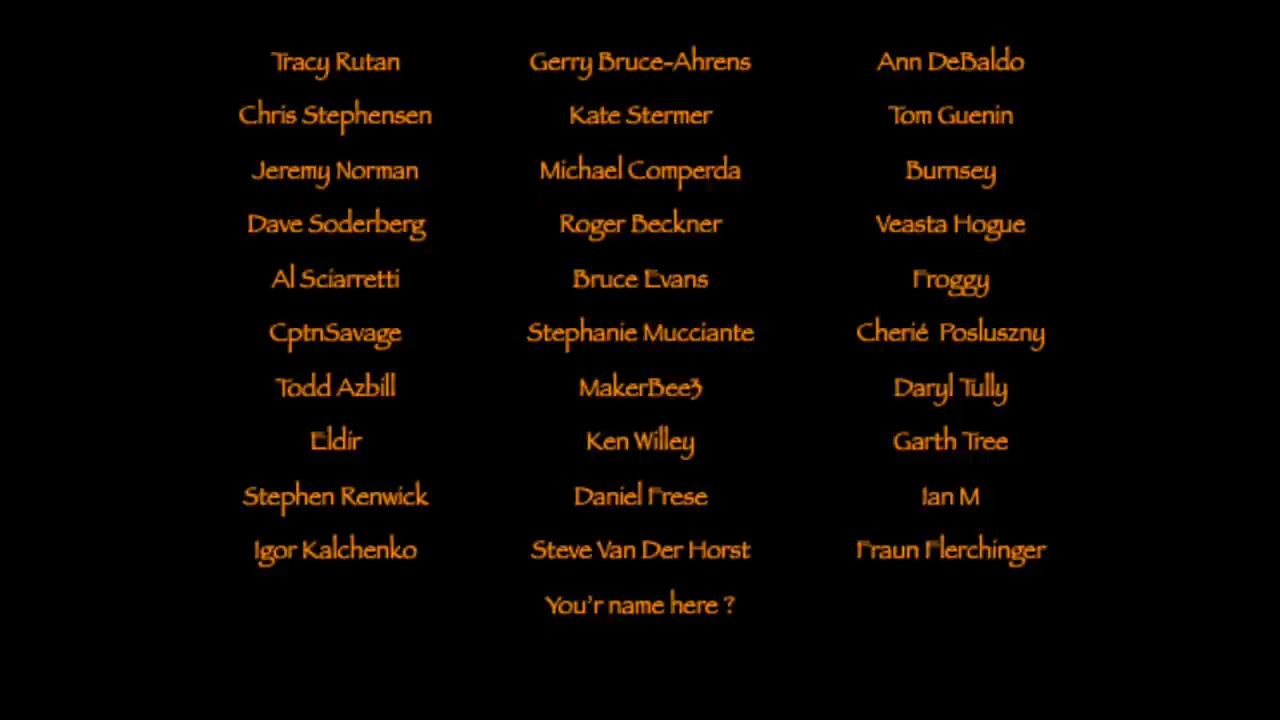 Tracy Rutan Gerry Bruce-Ahrens Ann DeBaldo
Chris Stephensen Kate Stermer Tom Guenin
Jeremy Norman Michael Comperda Burnsey
Dave Soderberg Roger Beckner Veasta Hogue
Al Sciarretti Bruce Evans Froggy
CptnSavage Stephanie Mucciante Cherié Posluszny
Todd Azbill MakerBee3 Daryl Tully
Eldir Ken Willey Garth Tree
Stephen Renwick Daniel Frese Ian M
Igor Kalchenko Steve Van Der Horst Fraun Flerchinger
You'r name here ?